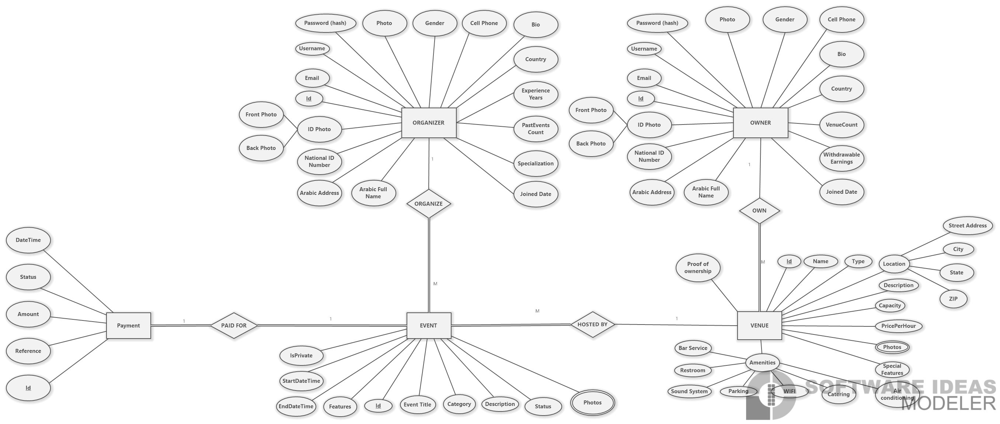 Password (hash)
Photo
Gender
Cell Phone
Bio
Username
Country
Email
Experience
Years
Id
Front Photo
ID Photo
Back Photo
ORGANIZER
PastEvents
Count
National ID
Number
Specialization
Arabic Address
Arabic Full
Name
Joined Date
1
ORGANIZE
M
Password (hash)
Photo
Gender
Cell Phone
Username
Bio
Email
Country
Id
Front Photo
ID Photo
Back Photo
OWNER
VenueCount
National ID
Number
Withdrawable
Earnings
Arabic Address
Arabic Full
Name
Joined Date
1
OWN
M
DateTime
Status
Amount
Reference
Id
Payment
1
PAID FOR
1
EVENT
M
HOSTED BY
1
VENUE
IsPrivate
StartDateTime
EndDateTime
Features
Id
Event Title
Category
Description
Status
Photos
Proof of
ownership
Id
Name
Type
Location
Street Address
City
State
ZIP
Description
Capacity
PricePerHour
Photos
Special
Features
Amenities
Bar Service
Restroom
Sound System
Parking
WIFI
Catering
Air
conditioning
SOFTWARE IDEAS
MODELER